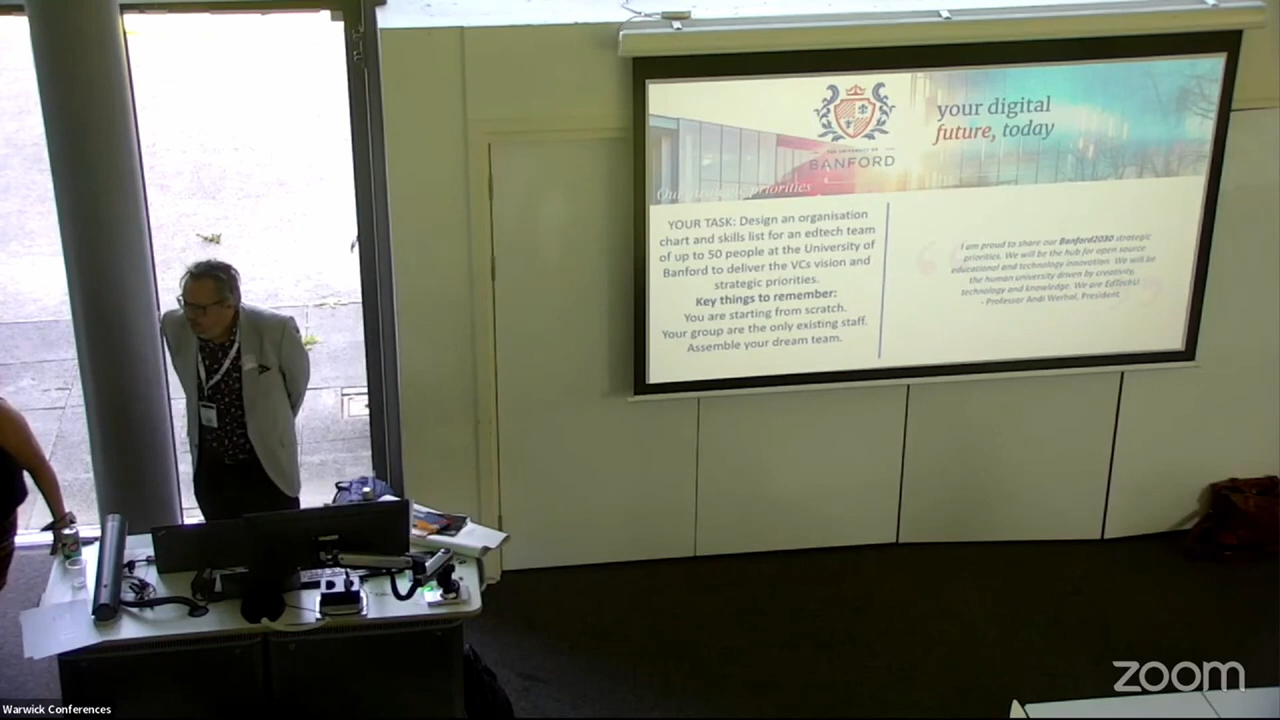 THE UNIVERSITY OF
BANFORD
your digital
future, today
Our strategic priorities
YOUR TASK: Design an organisation
chart and skills list for an edtech team
of up to 50 people at the University of
Banford to deliver the VCs vision and
strategic priorities.
Key things to remember:
You are starting from scratch.
Your group are the only existing staff.
Assemble your dream team.
I am proud to share our Banford2030 strategic
priorities. We will be the hub for open source
educational and technology innovation. We will be
the human university driven by creativity,
technology and knowledge. We are EdTechU
- Professor Andi Werhol, President
zoom
Warwick Conferences